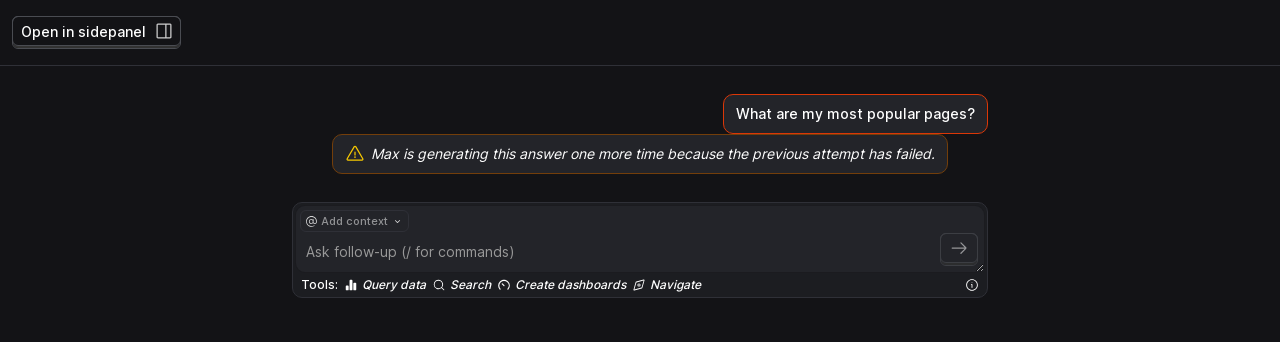 Open in sidepanel
What are my most popular pages?
Max is generating this answer one more time because the previous attempt has failed.
@ Add context
Ask follow-up (/ for commands)
Tools: Query data Search Create dashboards Navigate